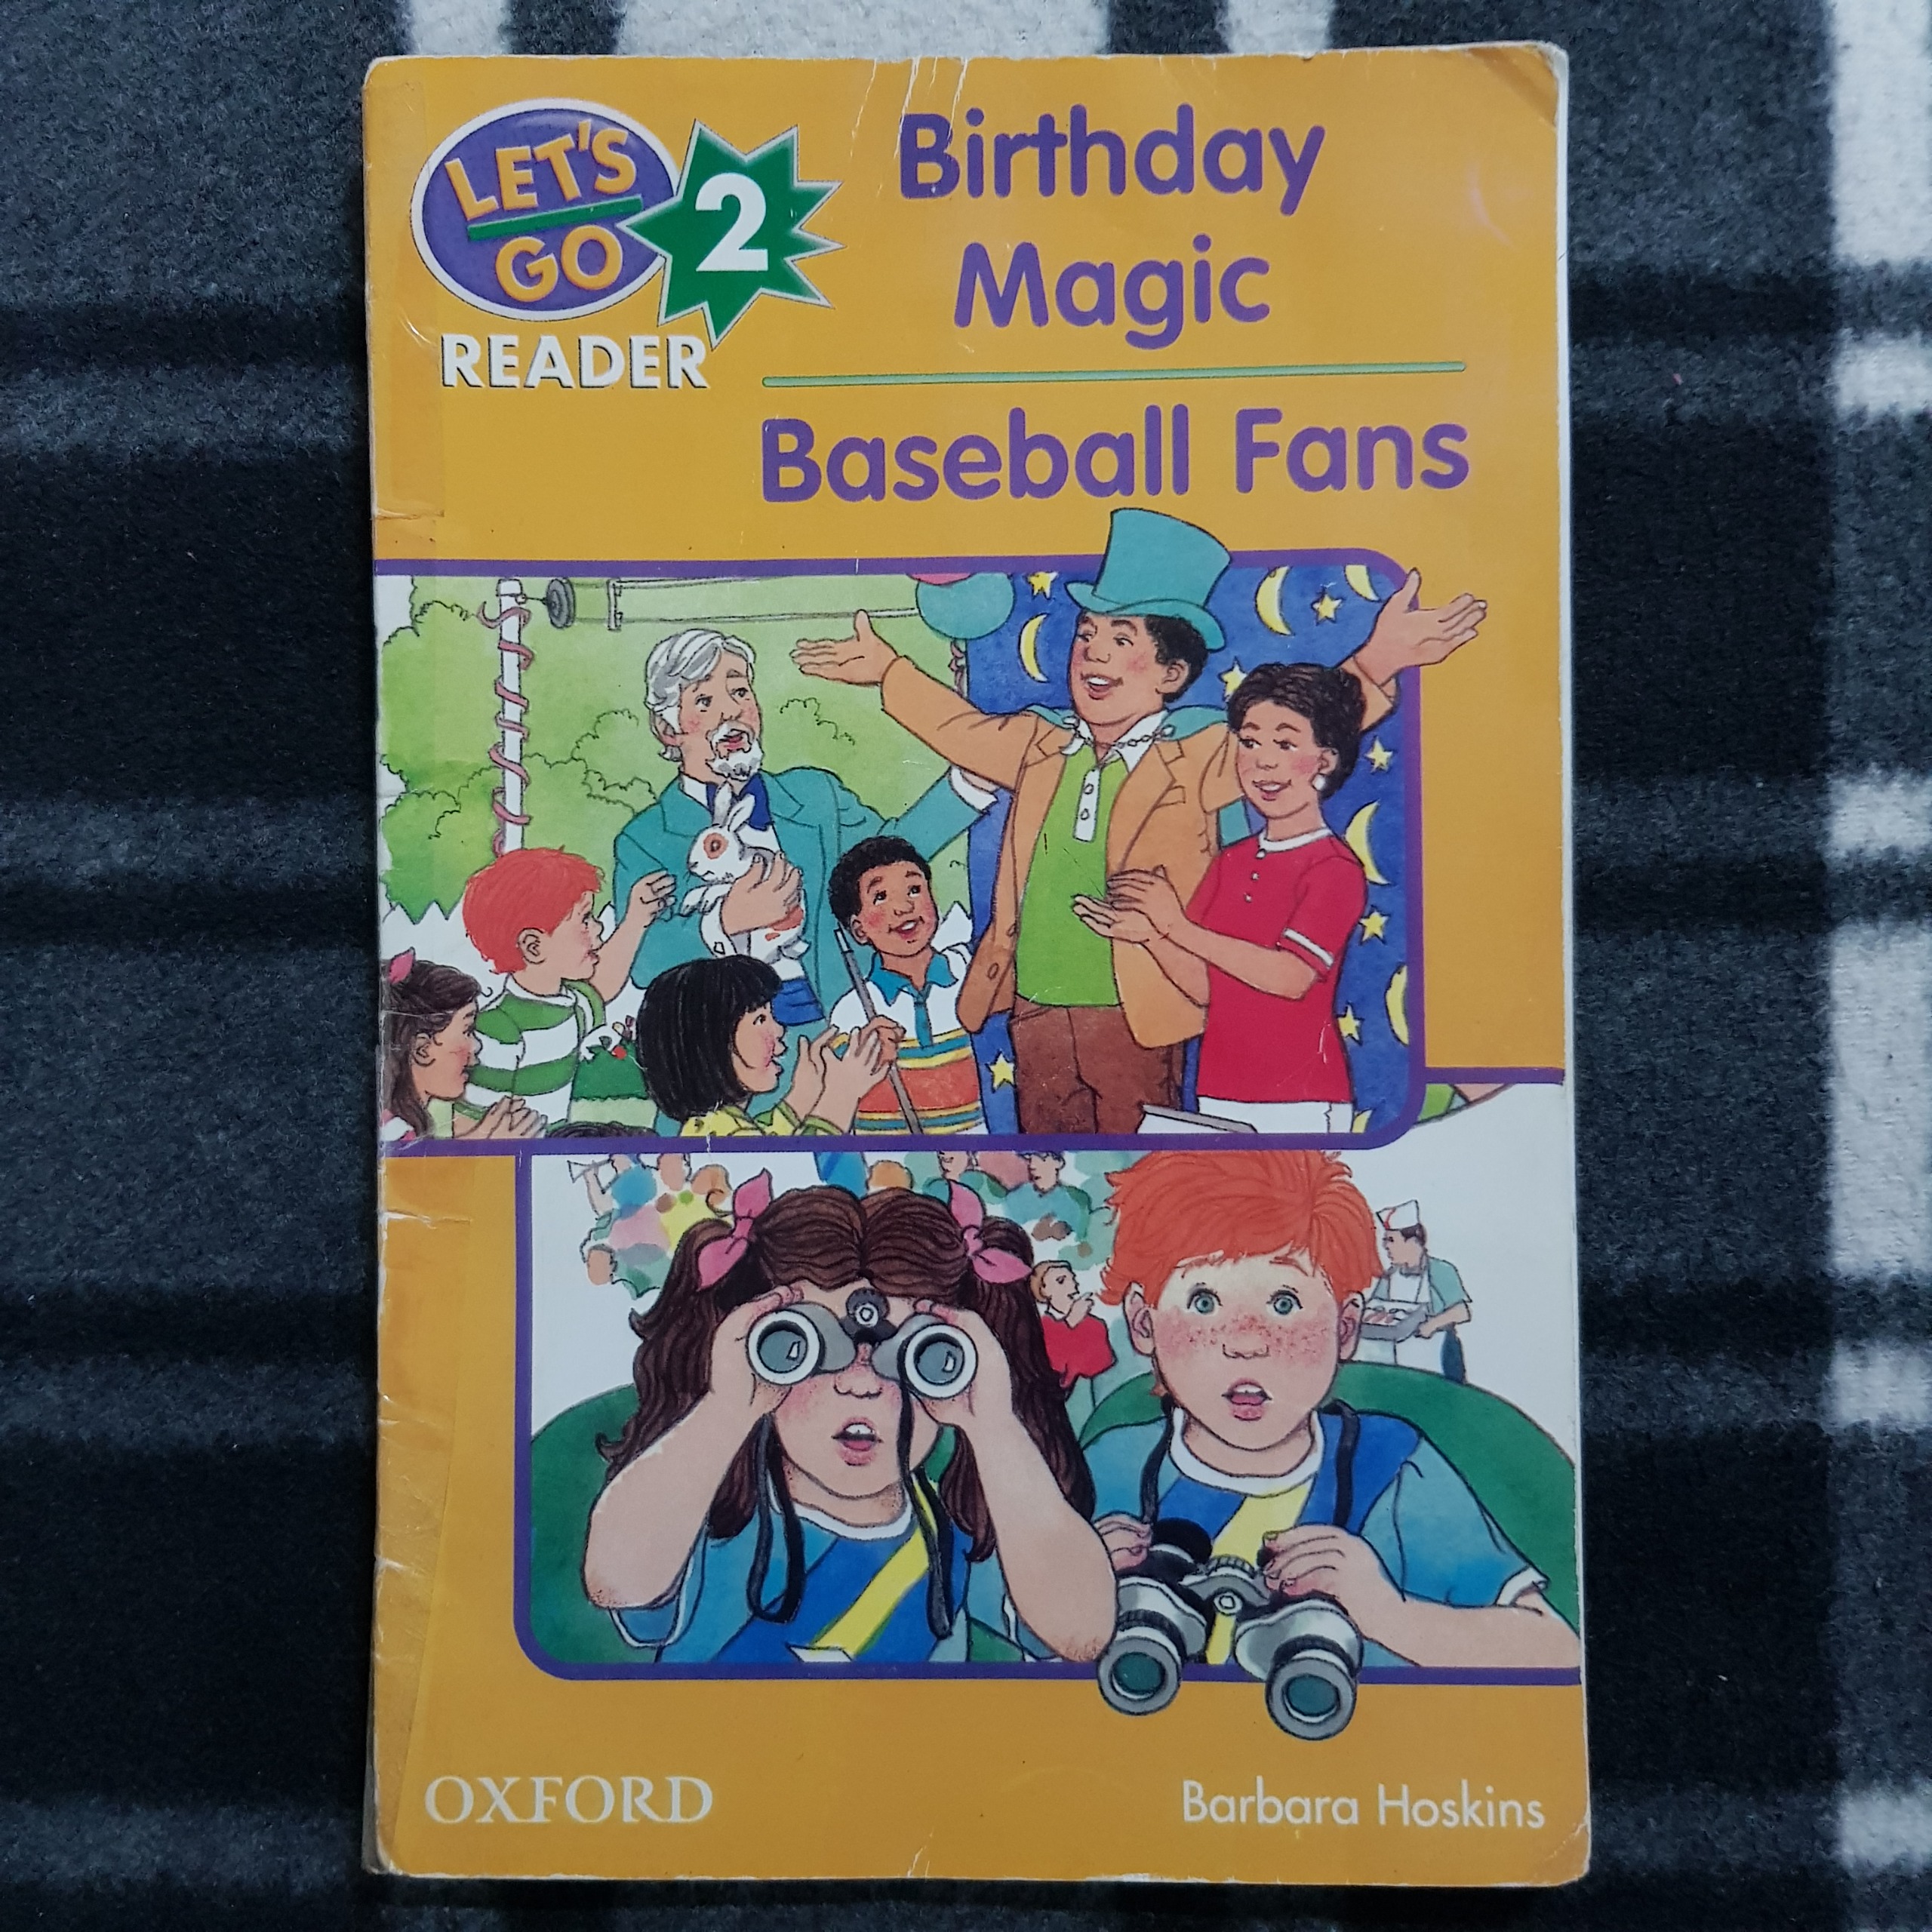 LET'S
GO
2
READER
Birthday
Magic
Baseball Fans
OXFORD
Barbara Hoskins